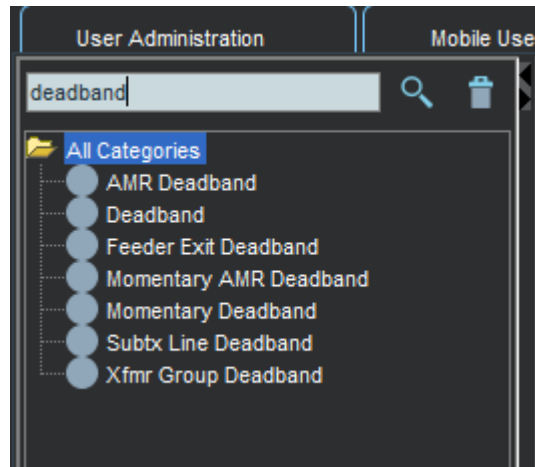 User Administration
Mobile Use
deadband
All Categories
AMR Deadband
Deadband
Feeder Exit Deadband
Momentary AMR Deadband
Momentary Deadband
Subtx Line Deadband
Xfmr Group Deadband